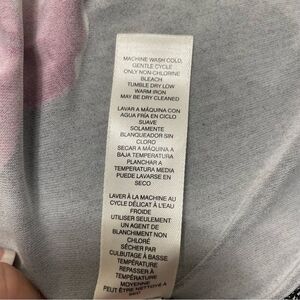 MACHINE WASH COLD,
GENTLE CYCLE
ONLY NON-CHLORINE
BLEACH
TUMBLE DRY LOW
WARM IRON
MAY BE DRY CLEANED
LAVAR A MÁQUINA CON
AGUA FRÍA EN CICLO
SUAVE
SOLAMENTE
BLANQUEADOR SIN
CLORO
SECAR A MÁQUINA A
BAJA TEMPERATURA
PLANCHAR A
TEMPERATURA MEDIA
PUEDE LAVARSE EN
SECO
LAVER À LA MACHINE AU
CYCLE DÉLICAT À L'EAU
FROIDE
UTILISER SEULEMENT
UN AGENT DE
BLANCHIMENT NON
CHLORÉ
SÉCHER PAR
CULBUTAGE À BASSE
TEMPÉRATURE
REPASSER À
TEMPÉRATURE
MOYENNE
PEUT ÊTRE NETTOYÉ À